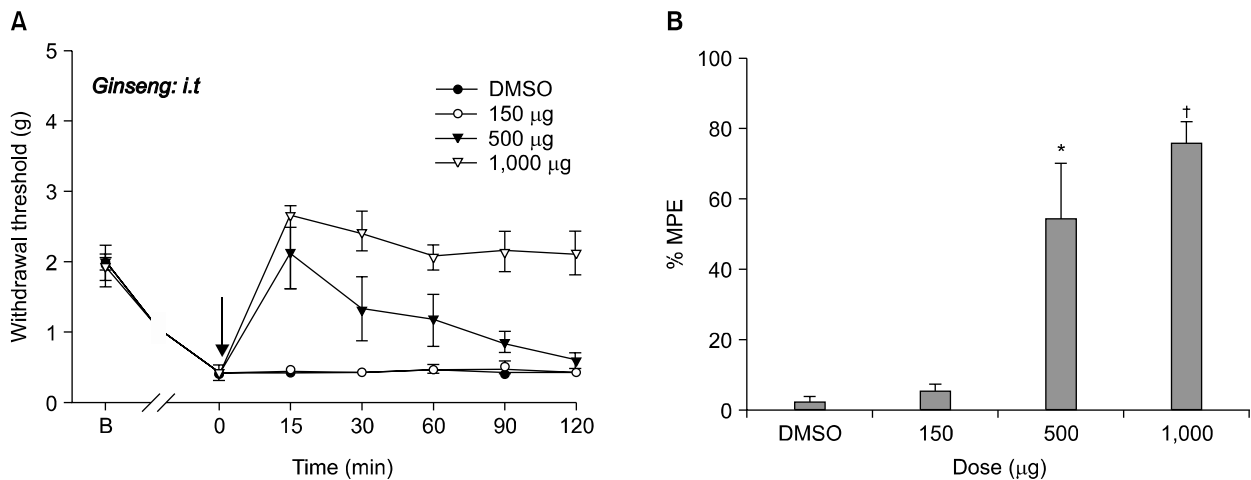 A
Ginseng: i.t
DMSO
150 µg
500 µg
1,000 µg
5
4
3
2
1
0
Withdrawal threshold (g)
B 0 15 30 60 90 120
Time (min)
B
100
80
60
40
20
0
% MPE
*
†
DMSO 150 500 1,000
Dose (µg)